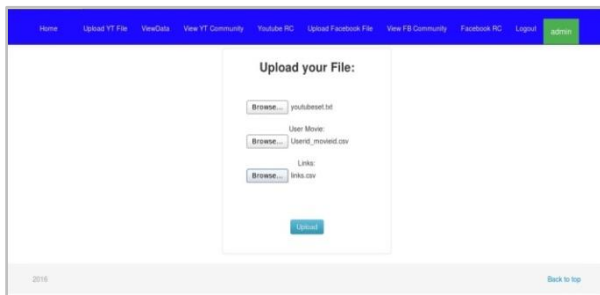 Home Upload YT File ViewData View YT Community Youtube RC Upload Facebook File View FB Community Facebook RC Logout admin
Upload your File:
Browse... youtubeset.txt
User Movie:
Browse... Userid_movieid.csv
Links:
Browse... links.csv
Upload
2016 Back to top